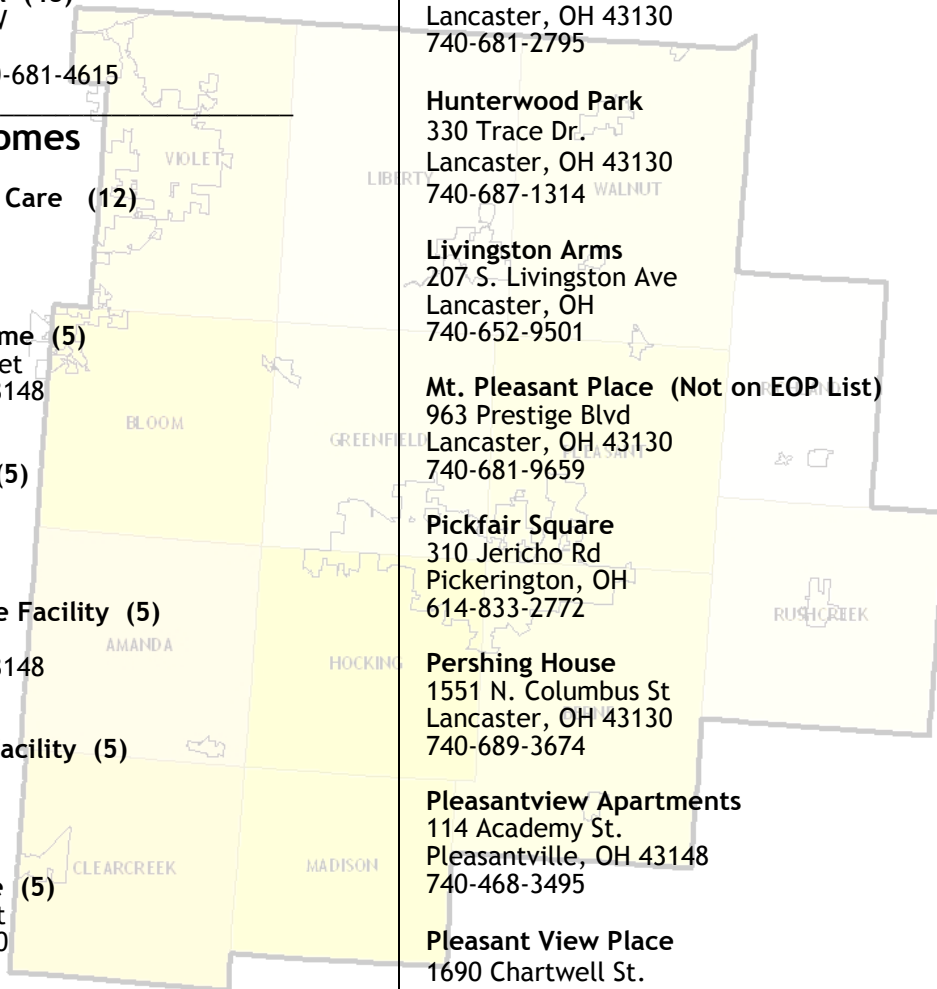 -681-4615
omes
Care (12)
me (5)
et
3148
(5)
e Facility (5)
3148
acility (5)
e (5)
t
0
Lancaster, OH 43130
740-681-2795
Hunterwood Park
330 Trace Dr.
Lancaster, OH 43130
740-687-1314
Livingston Arms
207 S. Livingston Ave
Lancaster, OH
740-652-9501
Mt. Pleasant Place (Not on EOP List)
963 Prestige Blvd
Lancaster, OH 43130
740-681-9659
Pickfair Square
310 Jericho Rd
Pickerington, OH
614-833-2772
Pershing House
1551 N. Columbus St
Lancaster, OH 43130
740-689-3674
Pleasantview Apartments
114 Academy St.
Pleasantville, OH 43148
740-468-3495
Pleasant View Place
1690 Chartwell St.
VIOLET
LIBERTY
WALNUT
BLOOM
GREENFIELD
PLEASANT
RUSHCREEK
AMANDA
HOCKING
CLEARCREEK
MADISON